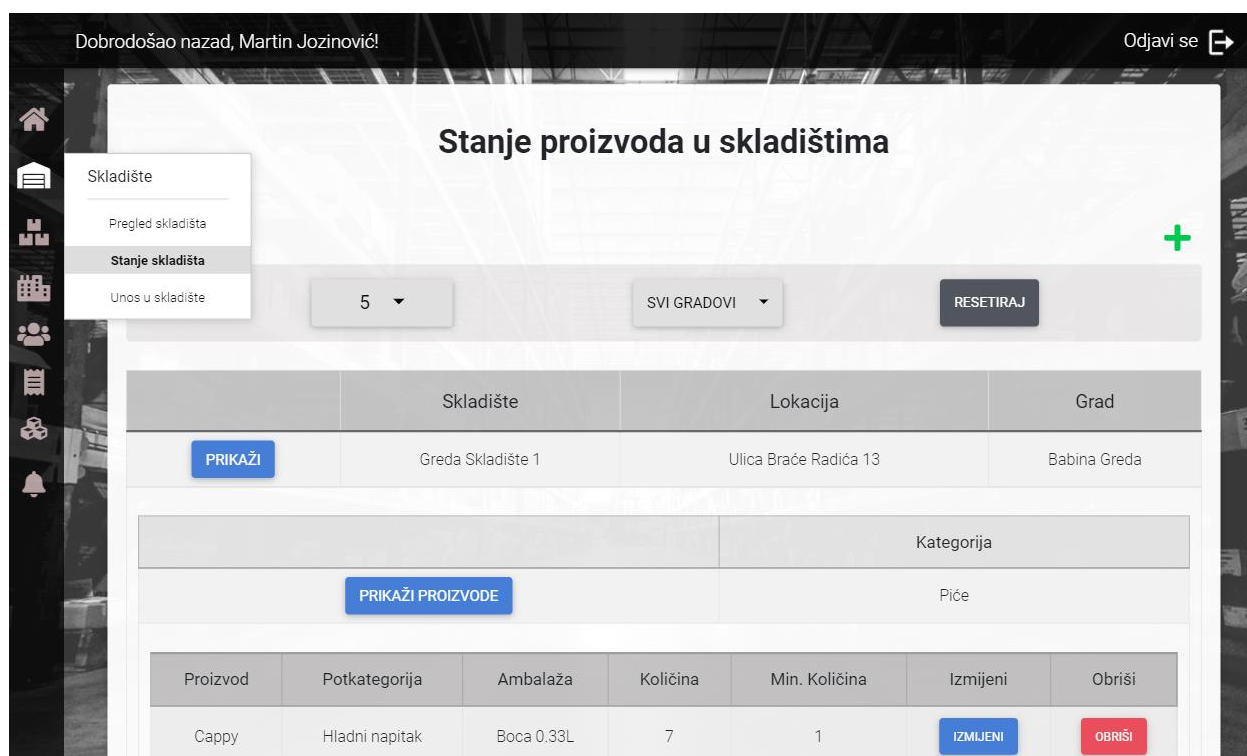 Dobrodošao nazad, Martin Jozinović!
Odjavi se
Stanje proizvoda u skladištima
Skladište
Pregled skladišta
Stanje skladišta
Unos u skladište
5
SVI GRADOVI
RESETIRAJ
Skladište Lokacija Grad
PRIKAŽI Greda Skladište 1 Ulica Braće Radića 13 Babina Greda
Kategorija
PRIKAŽI PROIZVODE Piće
Proizvod Potkategorija Ambalaža Količina Min. Količina Izmijeni Obriši
Cappy Hladni napitak Boca 0.33L 7 1 IZMIJENI OBRIŠI